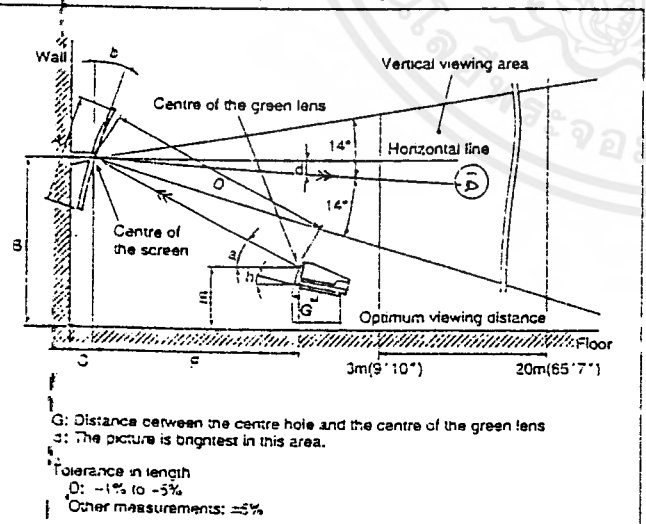 Wall
b
Vertical viewing area
Centre of the green lens
14°
Horizontal line
d
D
14°
Centre of
the screen
B
a
h
E
G
Optimum viewing distance
C
F
Floor
3m(9'10")
20m(65'7")
G: Distance between the centre hole and the centre of the green lens
d: The picture is brightest in this area.
Tolerance in length
D: -1% to -5%
Other measurements: ±5%